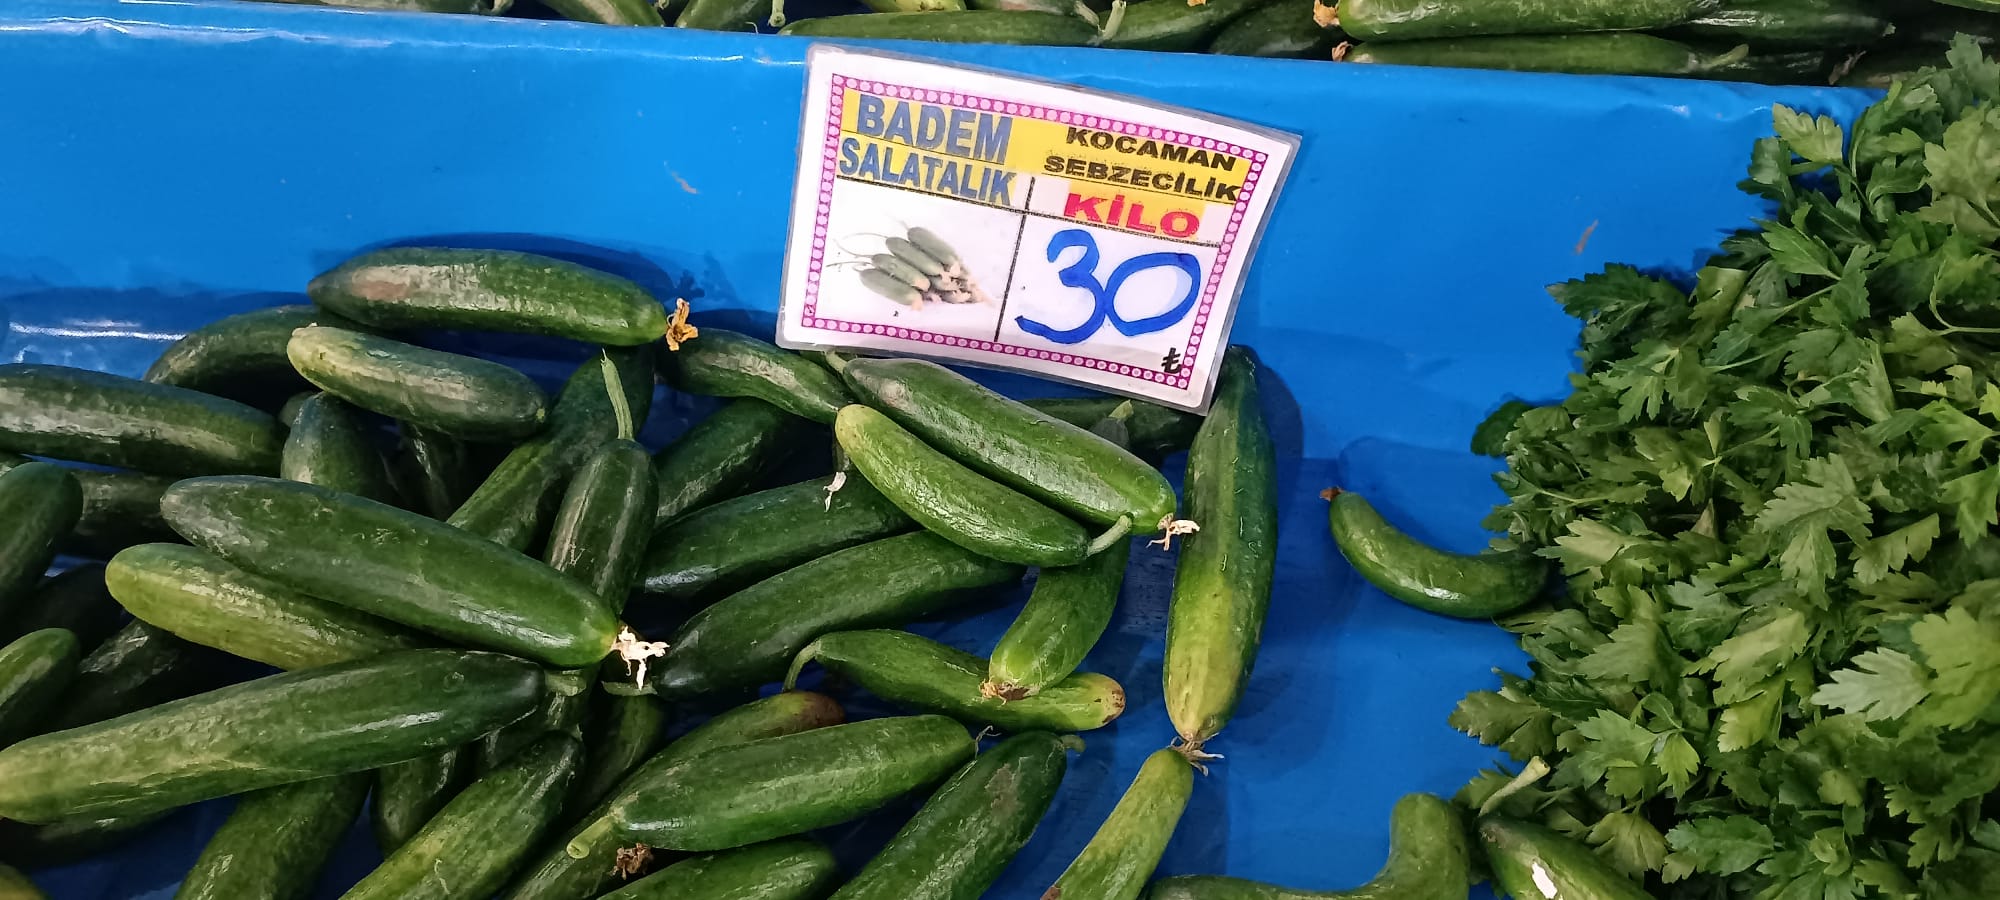 BADEM
SALATALIK
KOCAMAN
SEBZECİLİK
KİLO
30
₺